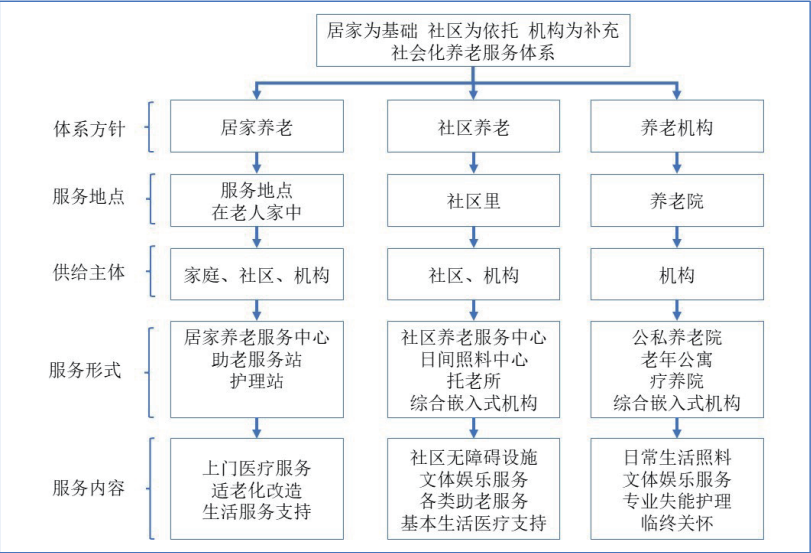 居家为基础 社区为依托 机构为补充
社会化养老服务体系
体系方针
居家养老
社区养老
养老机构
服务地点
服务地点
在老人家中
社区里
养老院
供给主体
家庭、社区、机构
社区、机构
机构
服务形式
居家养老服务中心
助老服务站
护理站
社区养老服务中心
日间照料中心
托老所
综合嵌入式机构
公私养老院
老年公寓
疗养院
综合嵌入式机构
服务内容
上门医疗服务
适老化改造
生活服务支持
社区无障碍设施
文体娱乐服务
各类助老服务
基本生活医疗支持
日常生活照料
文体娱乐服务
专业失能护理
临终关怀